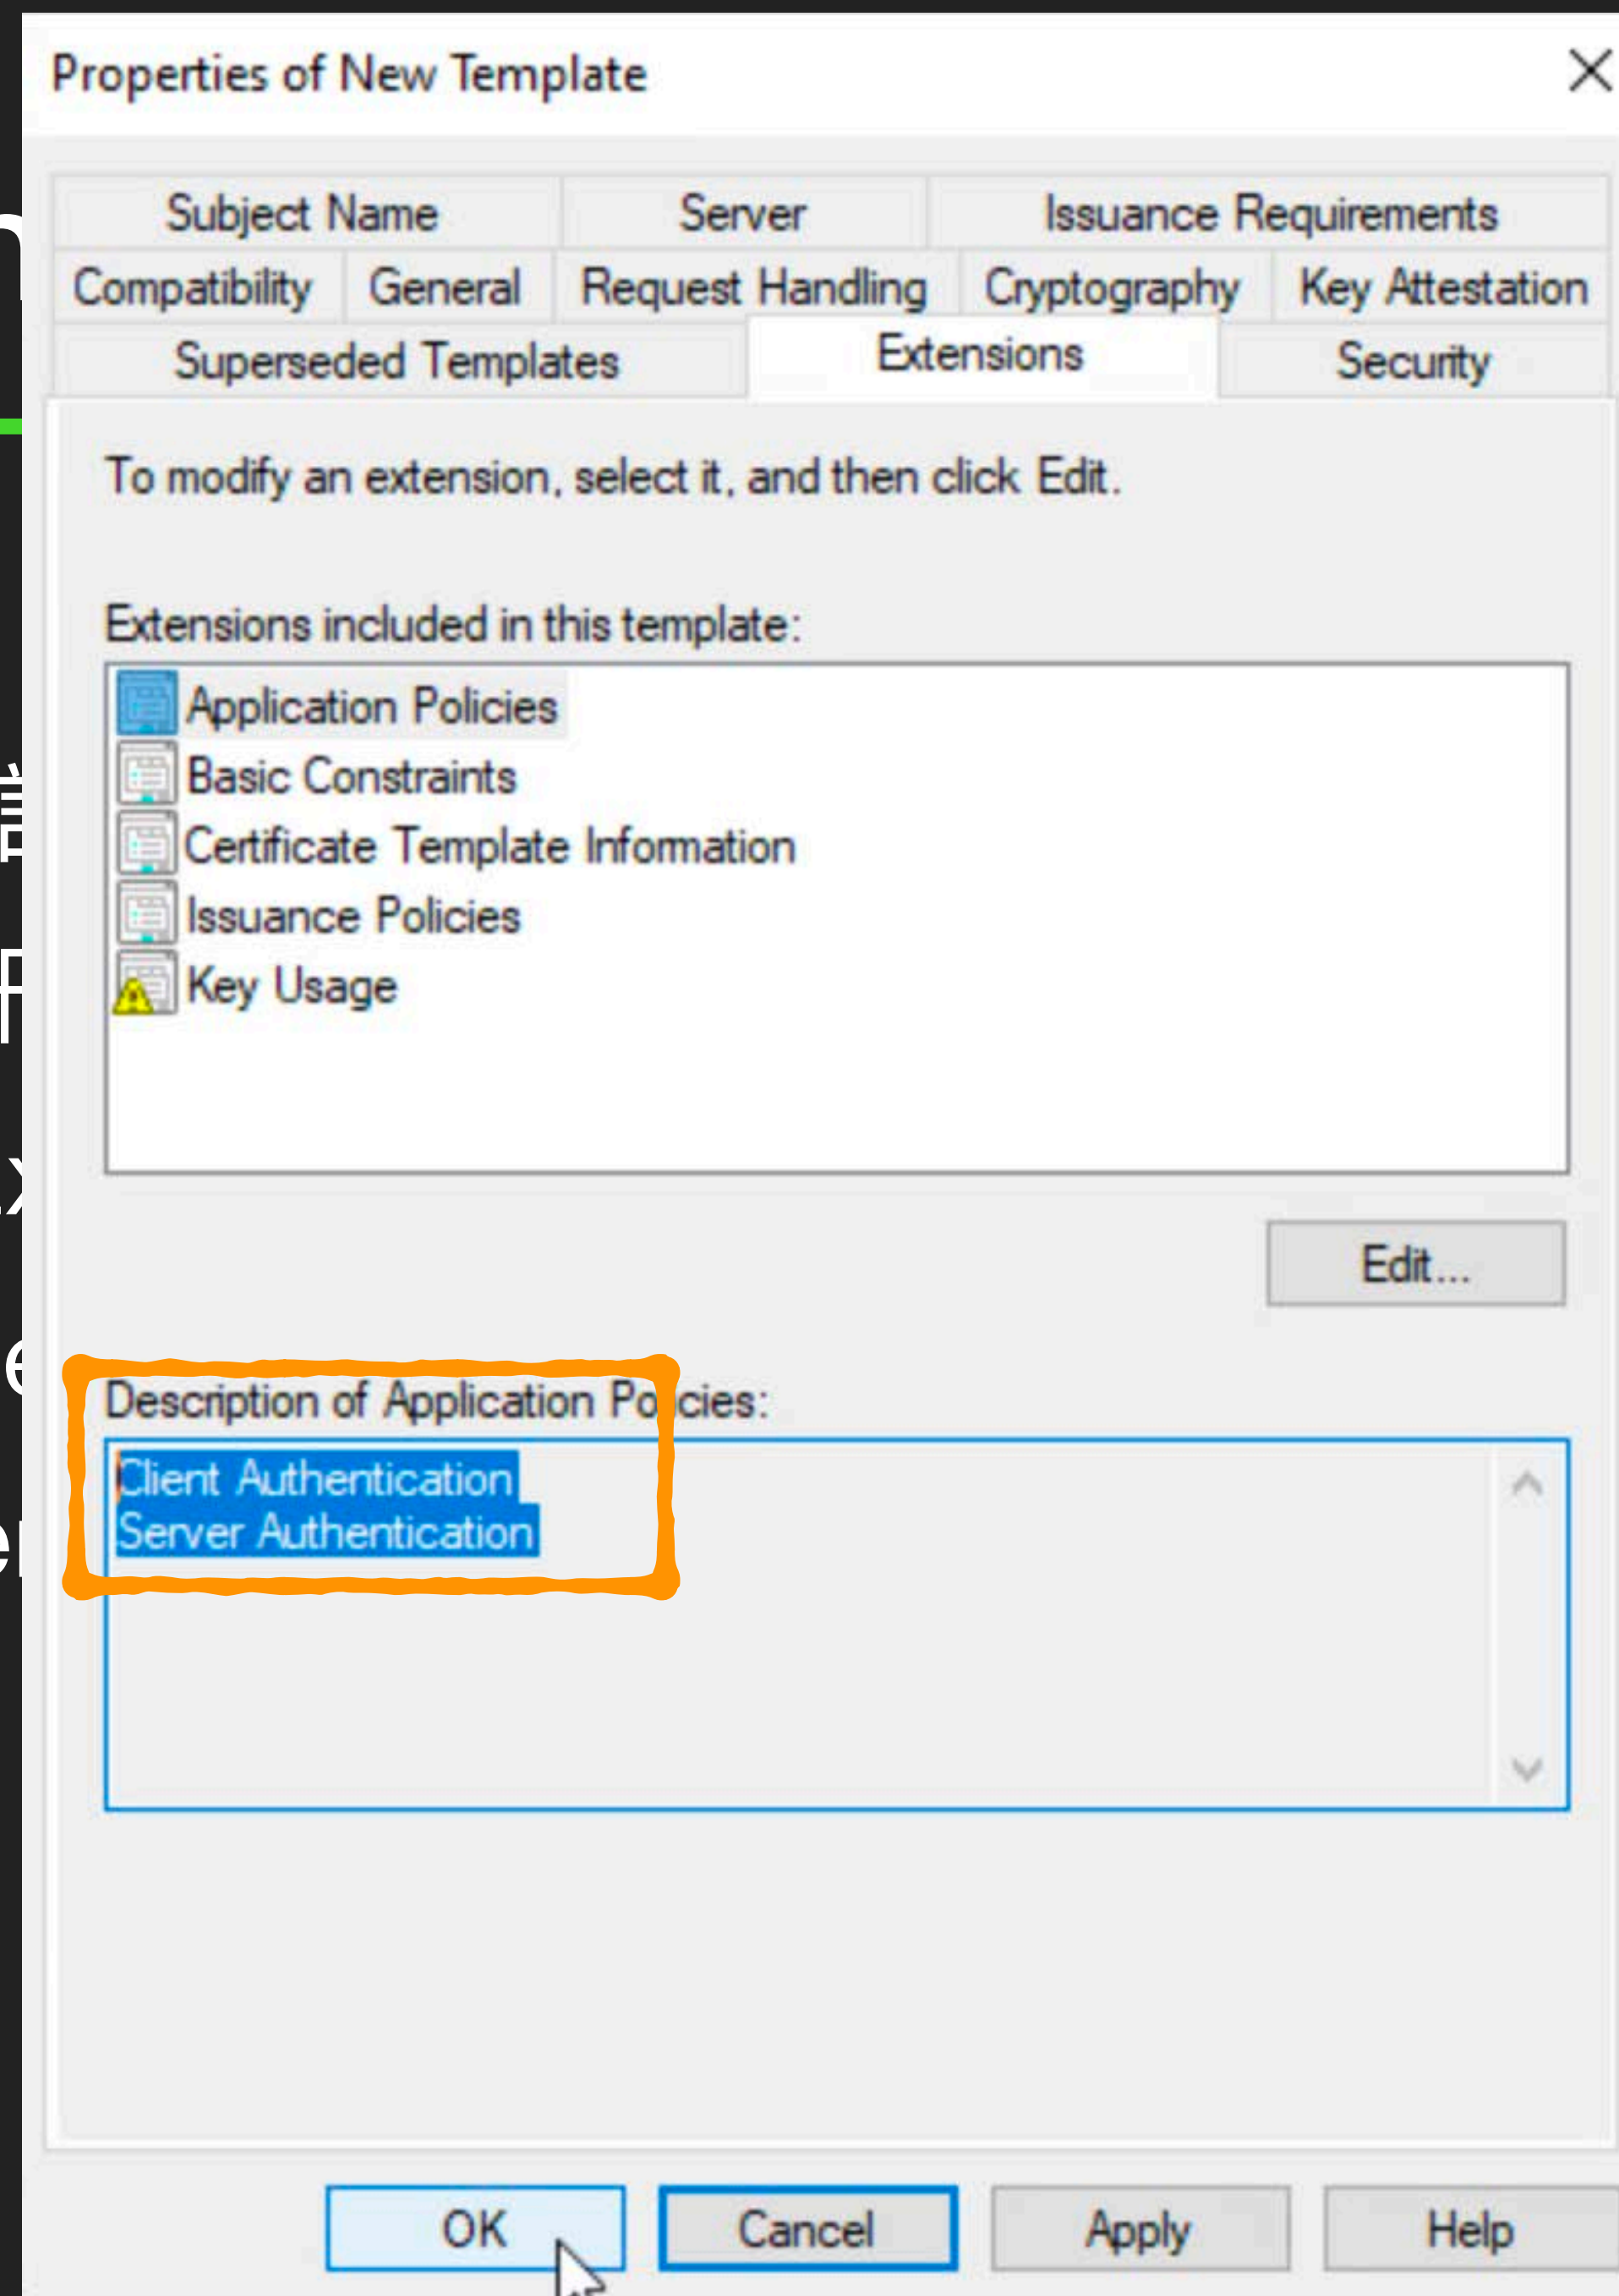 Properties of New Template
Subject Name Server Issuance Requirements
Compatibility General Request Handling Cryptography Key Attestation
Superseded Templates Extensions Security
To modify an extension, select it, and then click Edit.
Extensions included in this template:
Application Policies
Basic Constraints
Certificate Template Information
Issuance Policies
Key Usage
Edit...
Description of Application Policies:
Client Authentication
Server Authentication
OK Cancel Apply Help